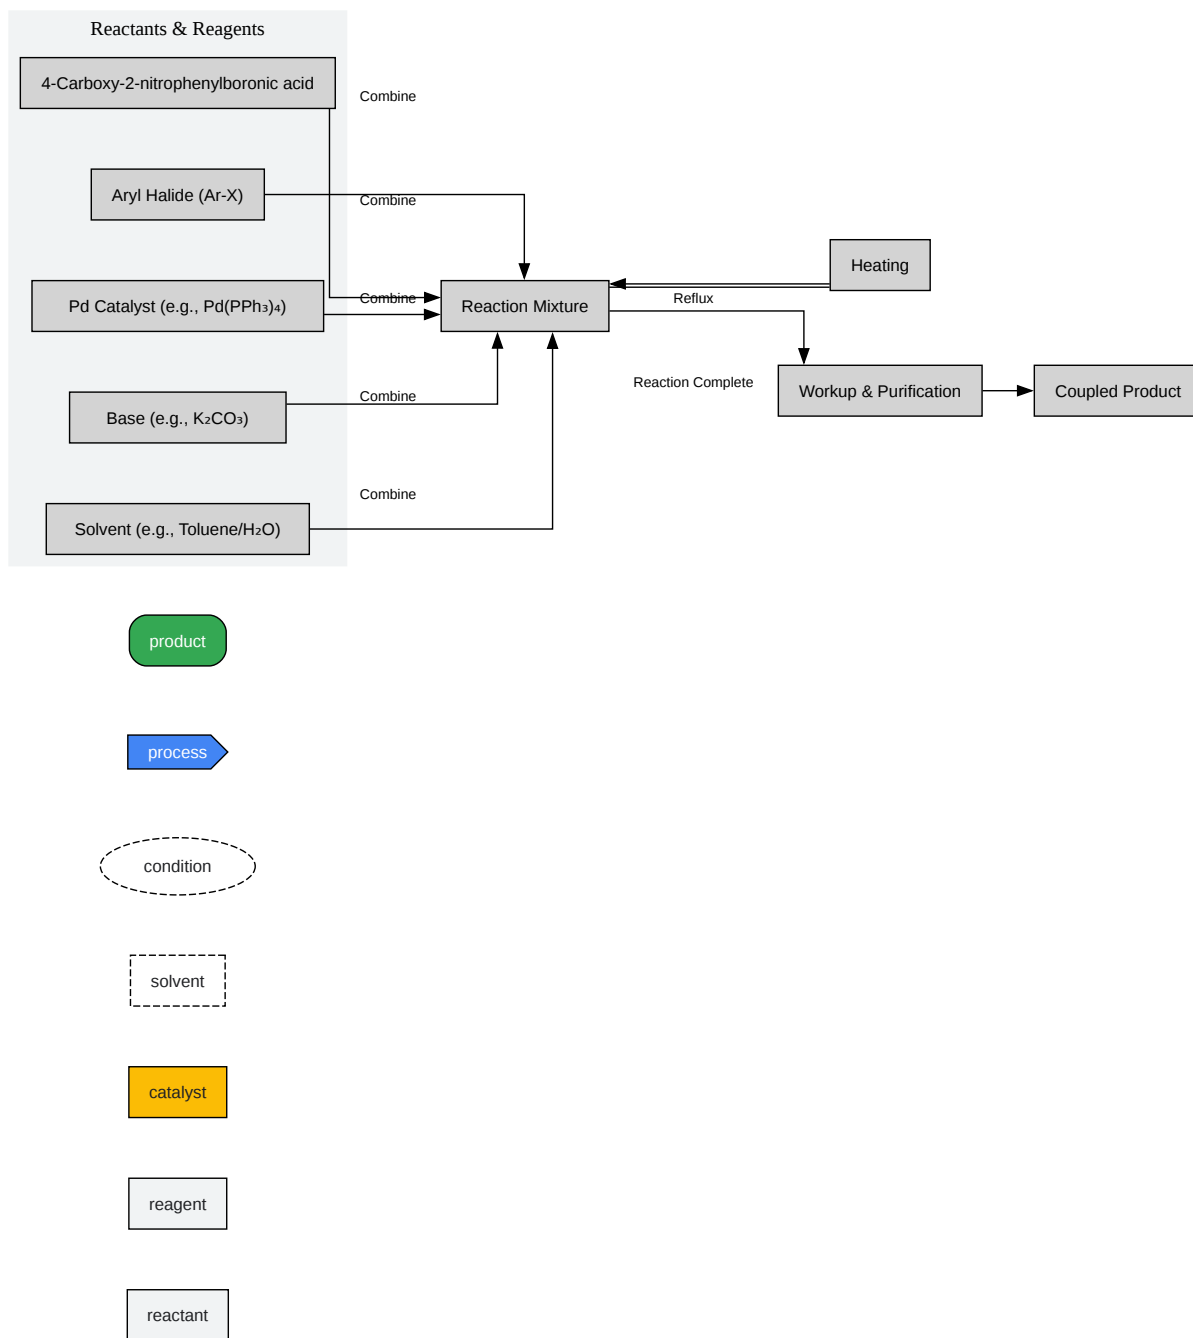 Reactants & Reagents
4-Carboxy-2-nitrophenylboronic acid
Combine
Aryl Halide (Ar-X)
Combine
Heating
Pd Catalyst (e.g., Pd(PPh₃)₄)
Combine
Reaction Mixture
Reflux
Reaction Complete
Workup & Purification
Coupled Product
Base (e.g., K₂CO₃)
Combine
Combine
Solvent (e.g., Toluene/H₂O)
product
process
condition
solvent
catalyst
reagent
reactant